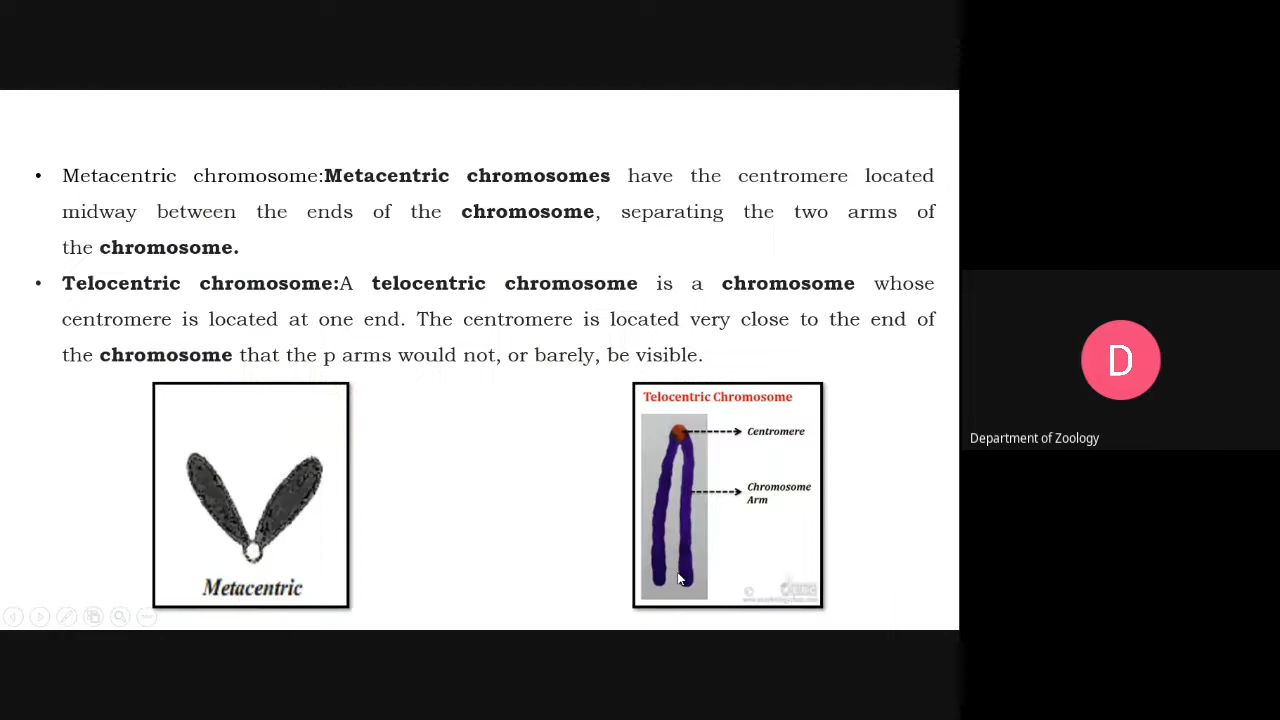 • Metacentric chromosome:Metacentric chromosomes have the centromere located
midway between the ends of the chromosome, separating the two arms of
the chromosome.
• Telocentric chromosome:A telocentric chromosome is a chromosome whose
centromere is located at one end. The centromere is located very close to the end of
the chromosome that the p arms would not, or barely, be visible.
Metacentric
Telocentric Chromosome
Centromere
Chromosome
Arm
D
Department of Zoology